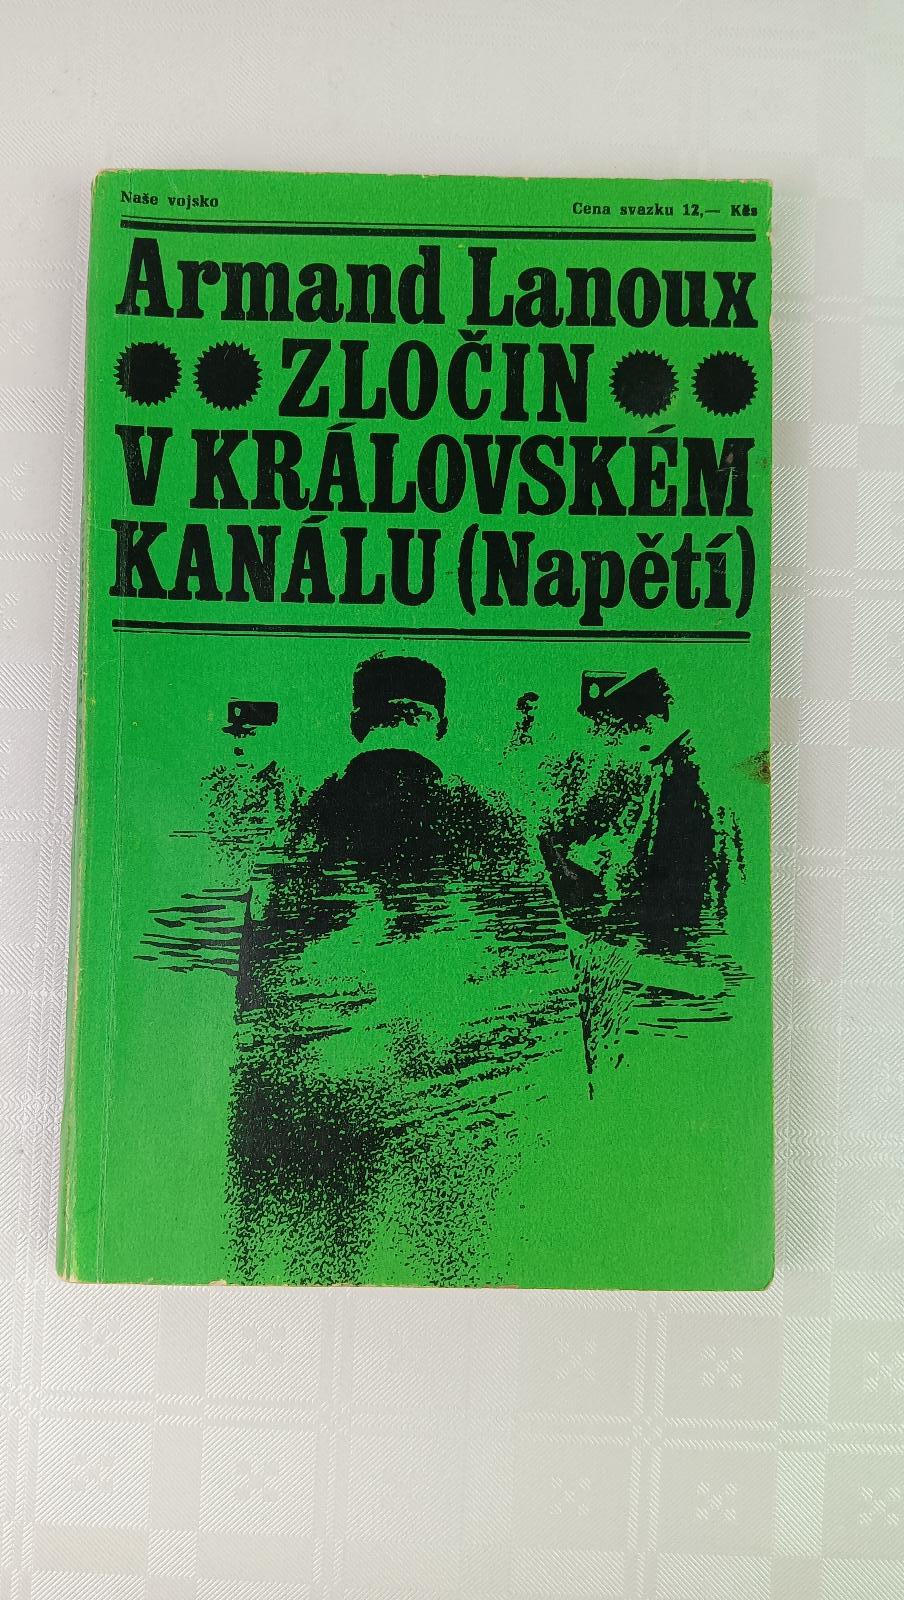 Naše vojsko
Cena svazku 12,— Kčs
Armand Lanoux
ZLOČIN
V KRÁLOVSKÉM
KANÁLU (Napětí)